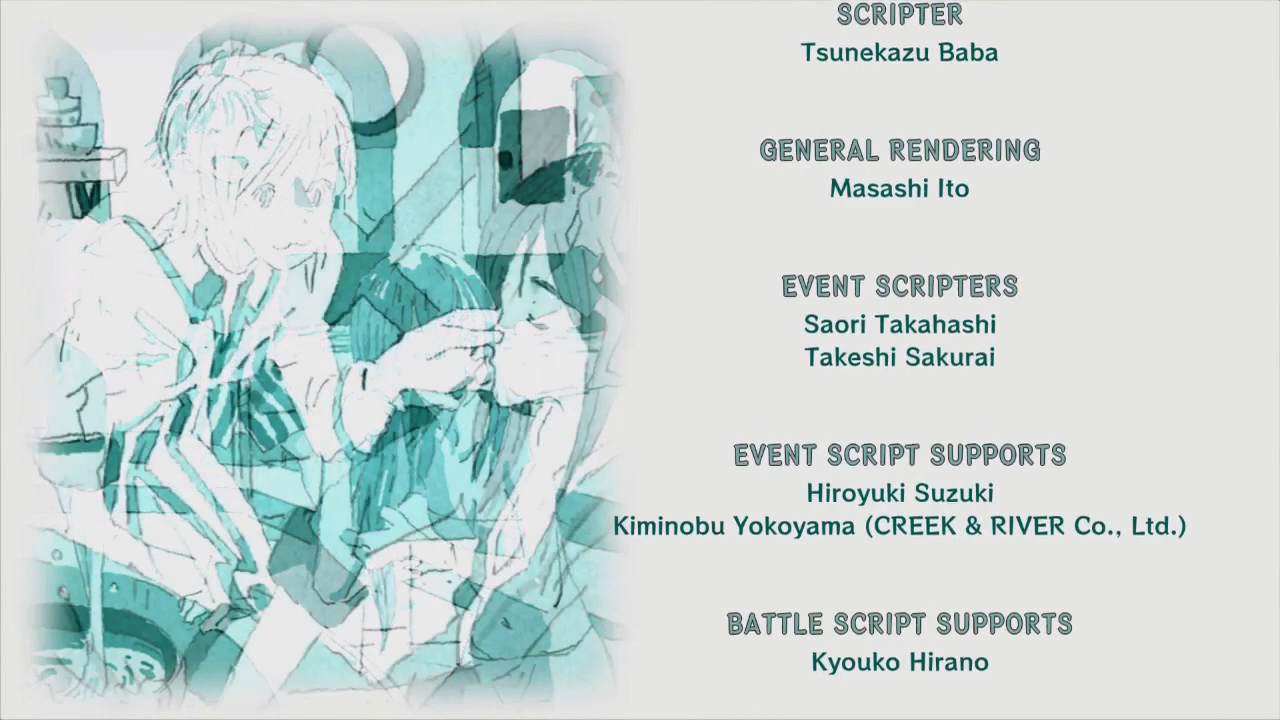 SCRIPTER
Tsunekazu Baba
GENERAL RENDERING
Masashi Ito
EVENT SCRIPTERS
Saori Takahashi
Takeshi Sakurai
EVENT SCRIPT SUPPORTS
Hiroyuki Suzuki
Kiminobu Yokoyama (CREEK & RIVER Co., Ltd.)
BATTLE SCRIPT SUPPORTS
Kyouko Hirano